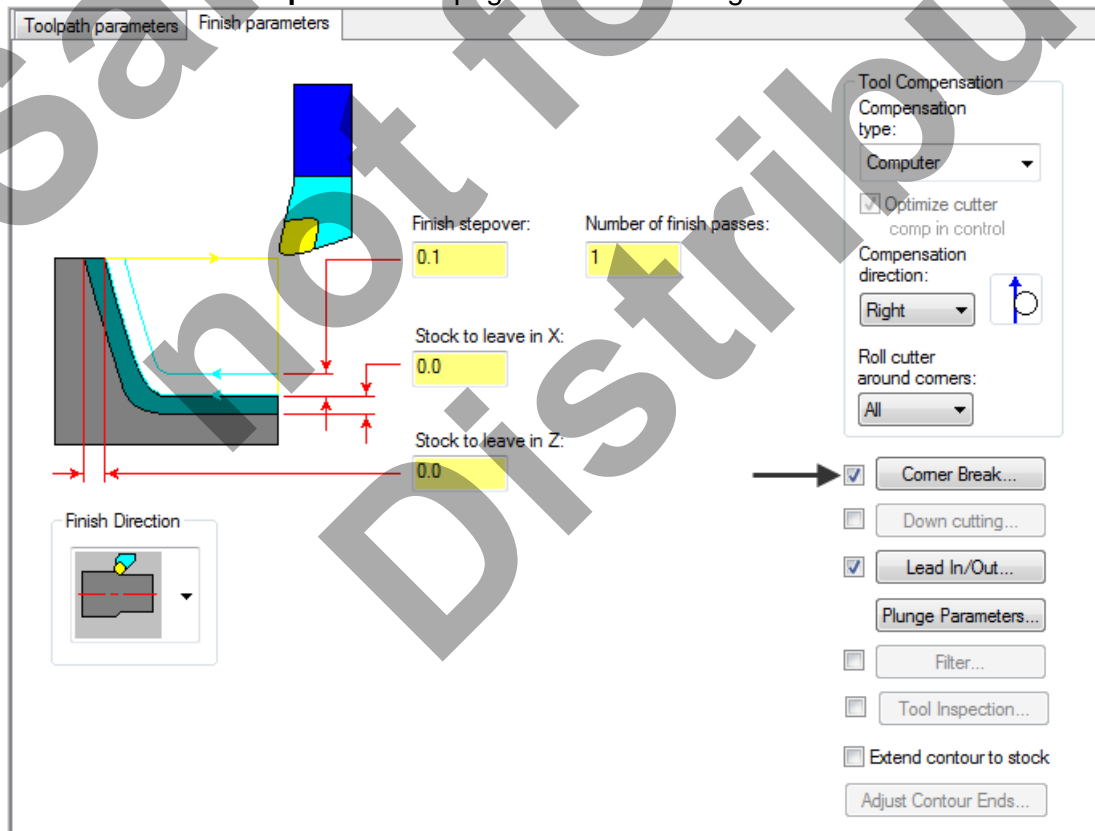 Toolpath parameters
Finish parameters
Finish stepover:
0.1
Number of finish passes:
1
Stock to leave in X:
0.0
Stock to leave in Z:
0.0
Finish Direction
Tool Compensation
Compensation
type:
Computer
Optimize cutter
comp in control
Compensation
direction:
Right
Roll cutter
around corners:
All
Corner Break...
Down cutting...
Lead In/Out...
Plunge Parameters...
Filter...
Tool Inspection...
Extend contour to stock
Adjust Contour Ends...
not for
Distribu